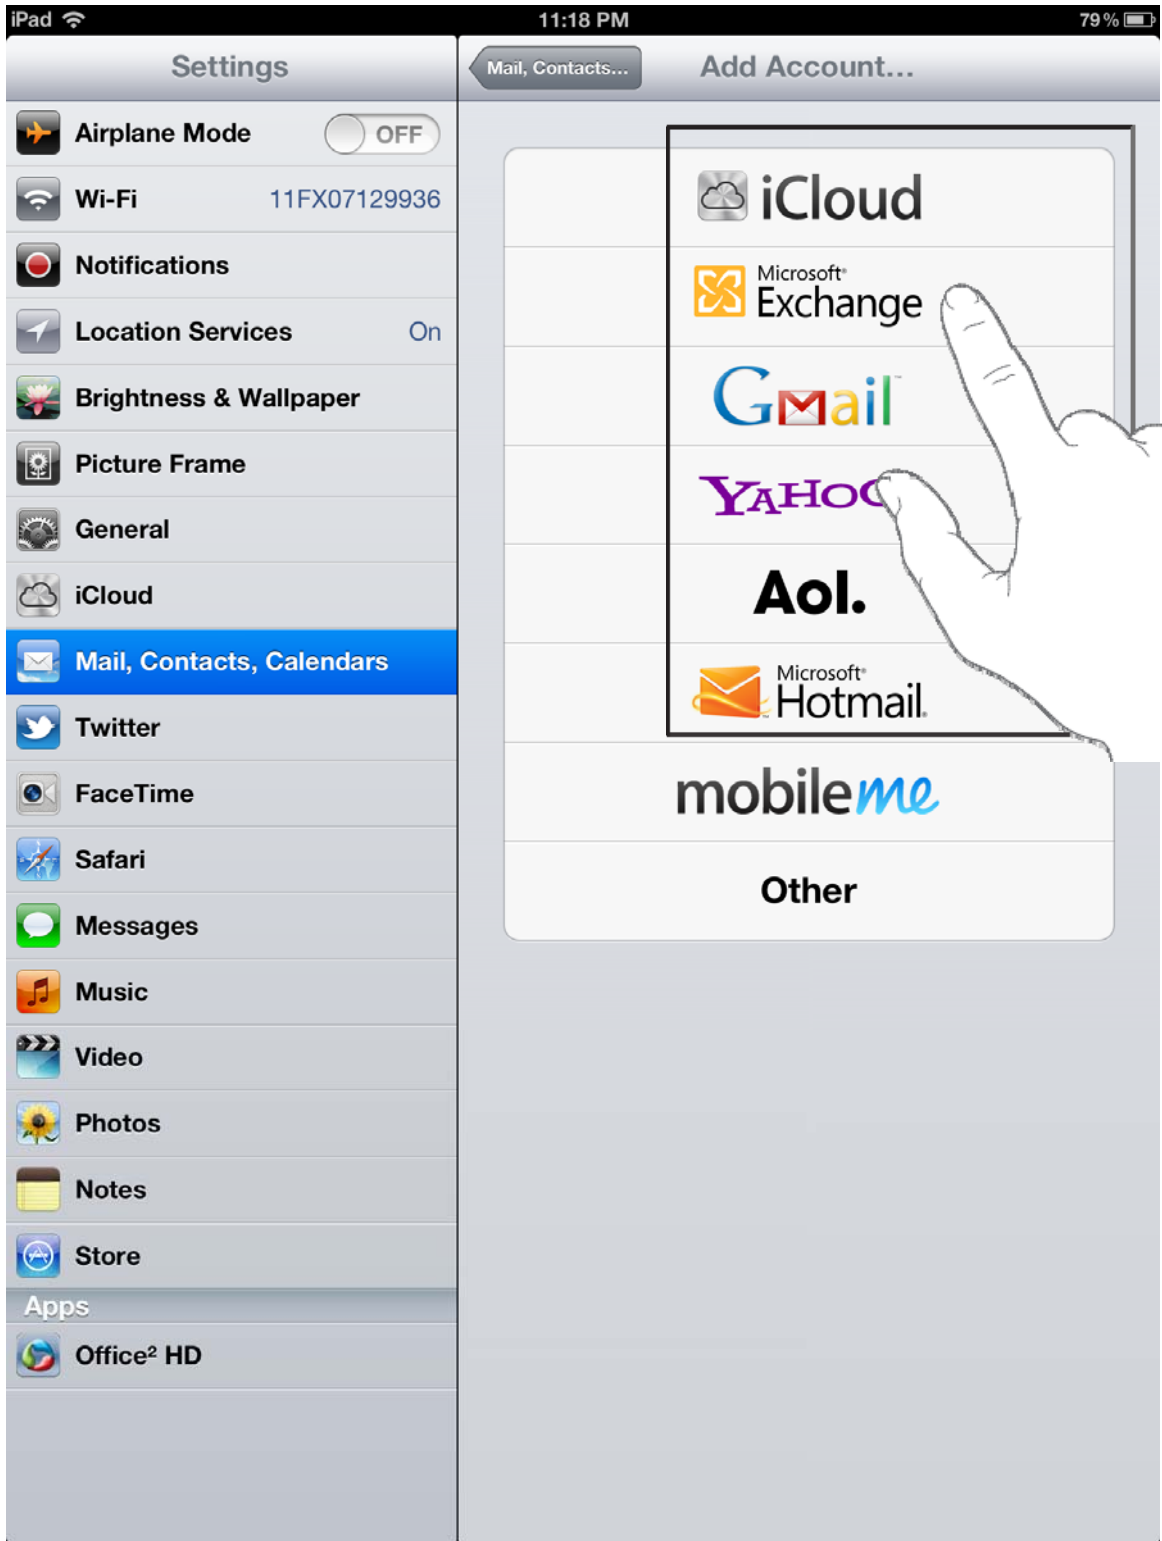 iPad 11:18 PM 79%
Settings
Airplane Mode OFF
Wi-Fi 11FX07129936
Notifications
Location Services On
Brightness & Wallpaper
Picture Frame
General
iCloud
Mail, Contacts, Calendars
Twitter
FaceTime
Safari
Messages
Music
Video
Photos
Notes
Store
Apps
Office² HD
Mail, Contacts... Add Account...
iCloud
Microsoft®
Exchange
Gmail™
Aol.
Microsoft®
Hotmail®
mobileme
Other